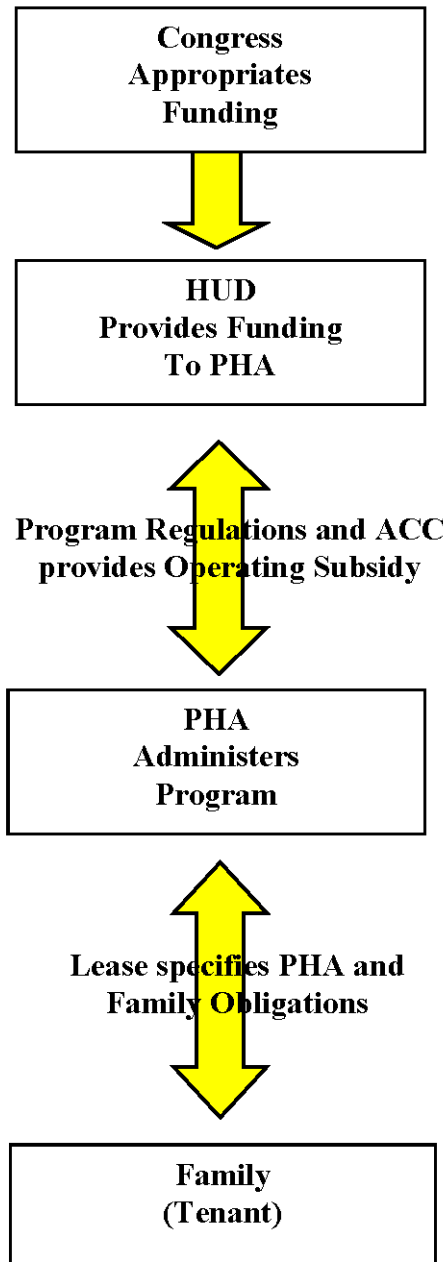 Congress
Appropriates
Funding
HUD
Provides Funding
To PHA
Program Regulations and ACC
provides Operating Subsidy
PHA
Administers
Program
Lease specifies PHA and
Family Obligations
Family
(Tenant)